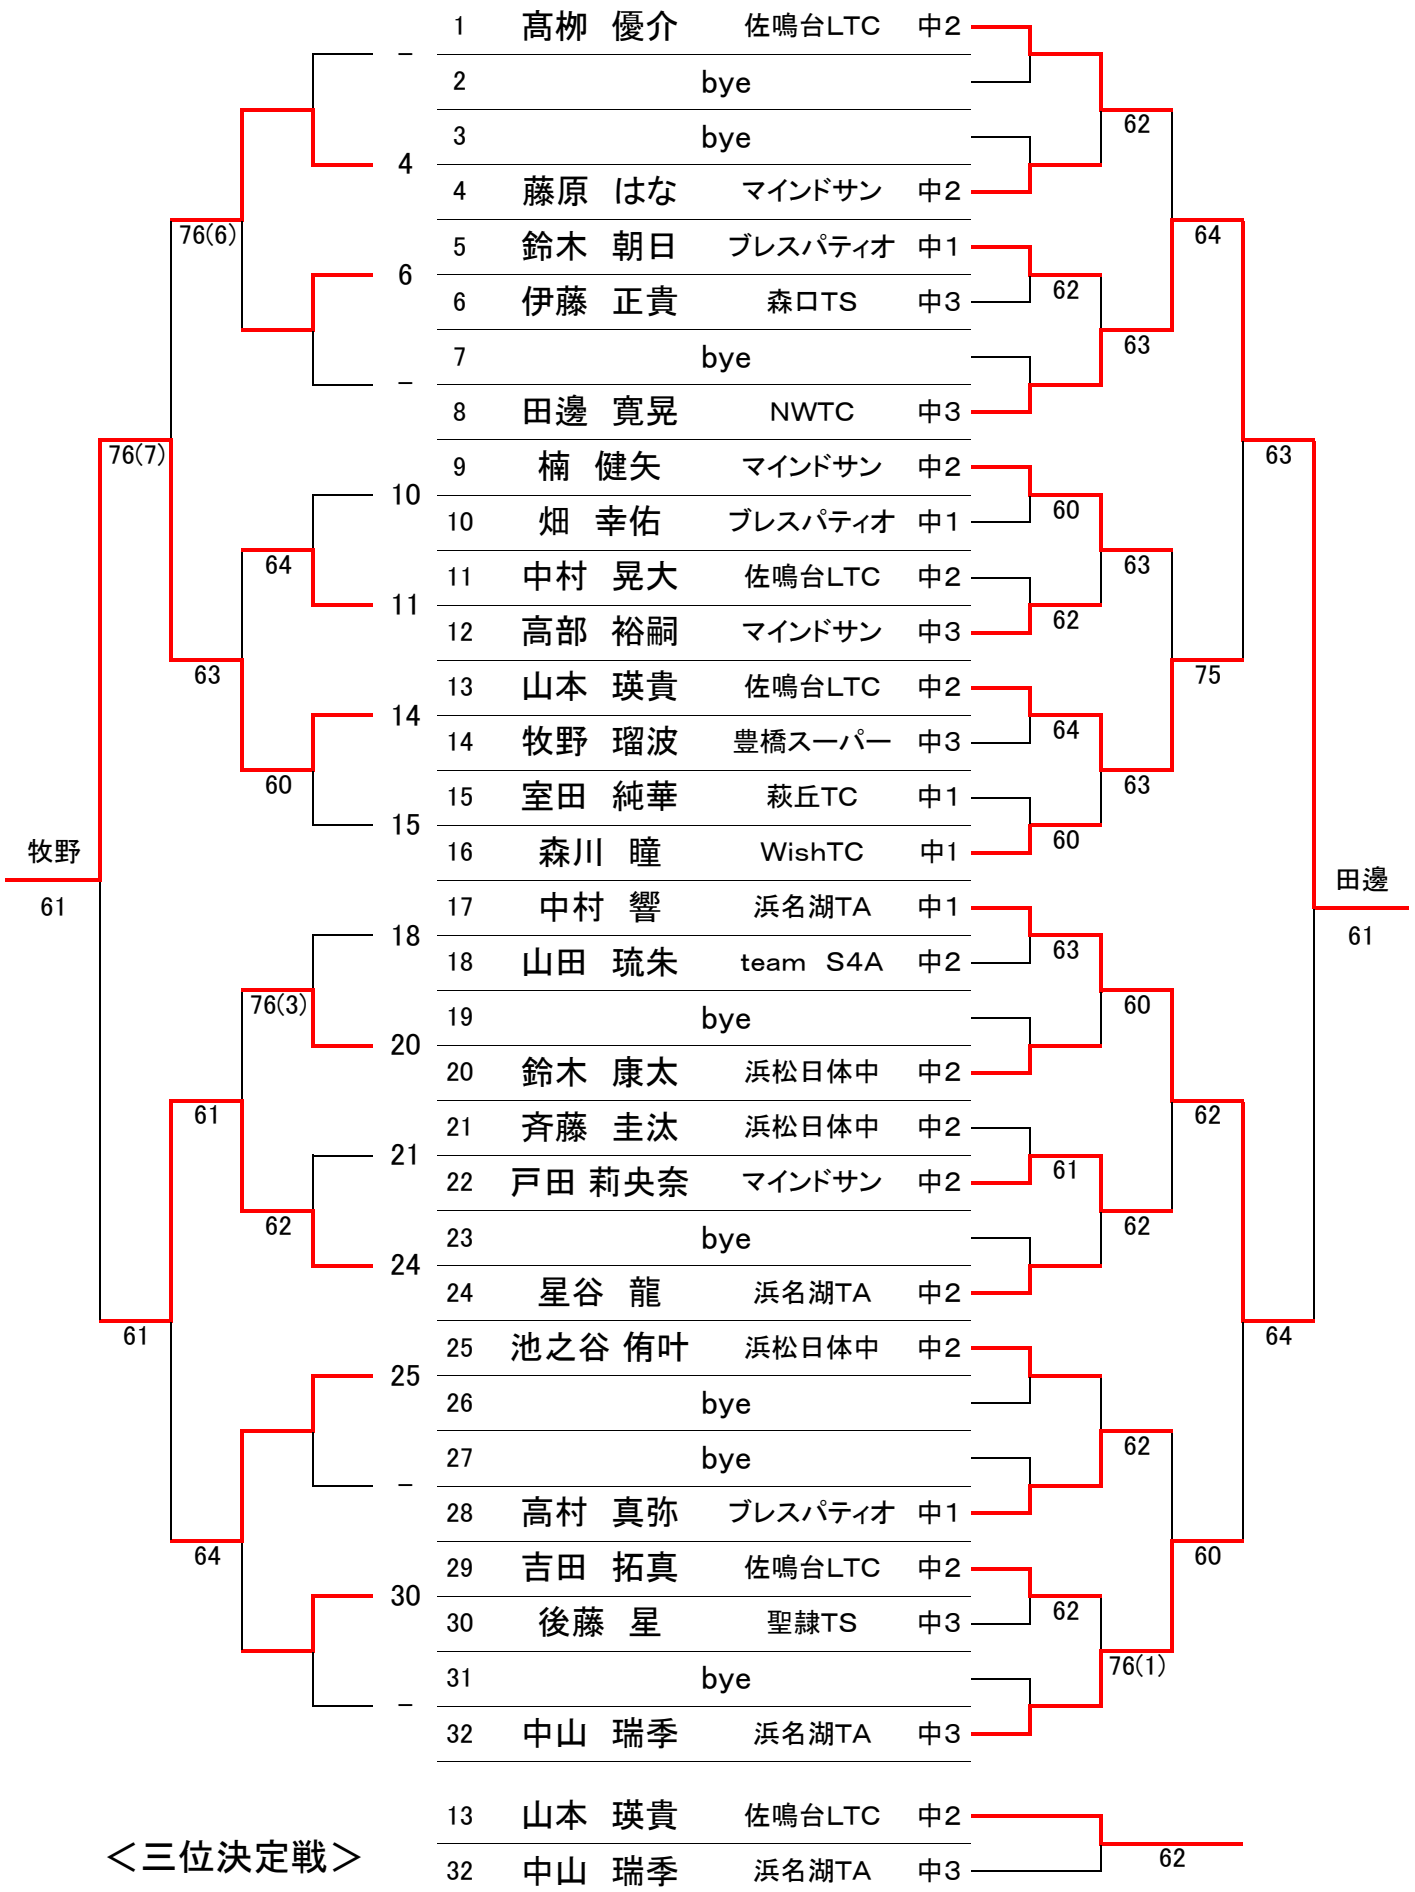 1 髙栁 優介 佐鳴台LTC 中2
-
2 bye
62
3 bye
4
4 藤原 はな マインドサン 中2
76(6) 5 鈴木 朝日 ブレスパティオ 中1 64
6 62
6 伊藤 正貴 森口TS 中3
7 bye 63
-
8 田邊 寛晃 NWTC 中3
76(7) 9 楠 健矢 マインドサン 中2 63
10 60
10 畑 幸佑 ブレスパティオ 中1
64 11 中村 晃大 佐鳴台LTC 中2 63
11 62
12 高部 裕嗣 マインドサン 中3
63 13 山本 瑛貴 佐鳴台LTC 中2 75
14 64
14 牧野 瑠波 豊橋スーパー 中3
60 15 室田 純華 萩丘TC 中1 63
15 60
牧野 16 森川 瞳 WishTC 中1
田邊
61 17 中村 響 浜名湖TA 中1
18 63 61
18 山田 琉朱 team S4A 中2
76(3) 19 bye 60
20
20 鈴木 康太 浜松日体中 中2
61 21 斉藤 圭汰 浜松日体中 中2 62
21 61
22 戸田 莉央奈 マインドサン 中2
62 23 bye 62
24
24 星谷 龍 浜名湖TA 中2
61 25 池之谷 侑叶 浜松日体中 中2 64
25
26 bye
27 bye 62
-
28 高村 真弥 ブレスパティオ 中1
64 29 吉田 拓真 佐鳴台LTC 中2 60
30 62
30 後藤 星 聖隷TS 中3
31 bye 76(1)
-
32 中山 瑞季 浜名湖TA 中3
13 山本 瑛貴 佐鳴台LTC 中2
＜三位決定戦＞ 62
32 中山 瑞季 浜名湖TA 中3